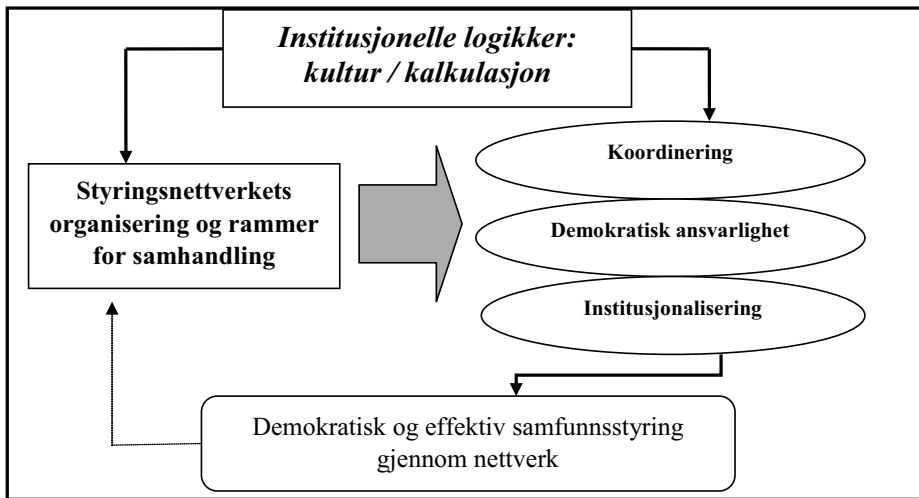 Institusjonelle logikker:
kultur / kalkulasjon
Styringsnettverkets
organisering og rammer
for samhandling
Koordinering
Demokratisk ansvarlighet
Institusjonalisering
Demokratisk og effektiv samfunnsstyring
gjennom nettverk